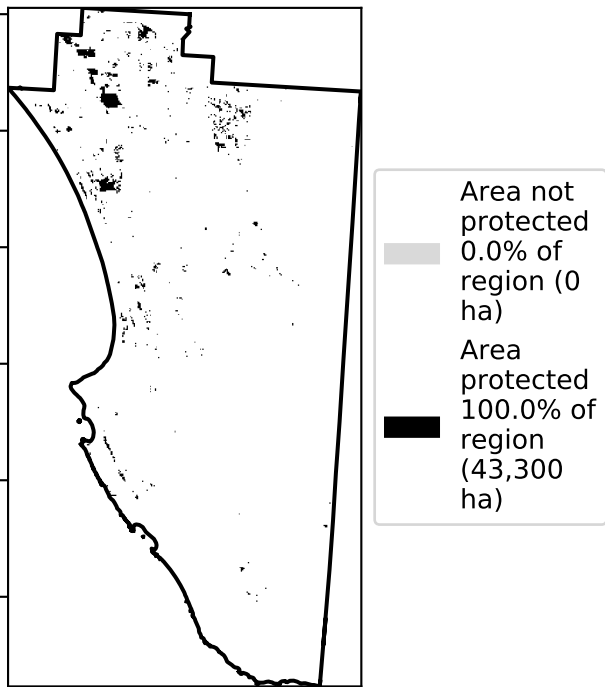 Area not
protected
0.0% of
region (0
ha)
Area
protected
100.0% of
region
(43,300
ha)